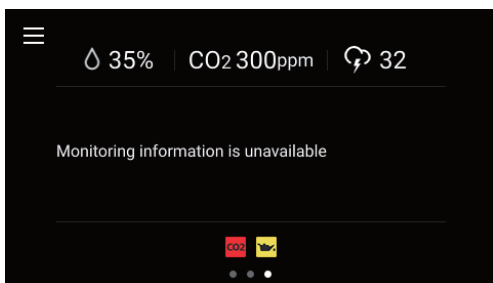 35% CO2 300ppm 32
Monitoring information is unavailable
CO2